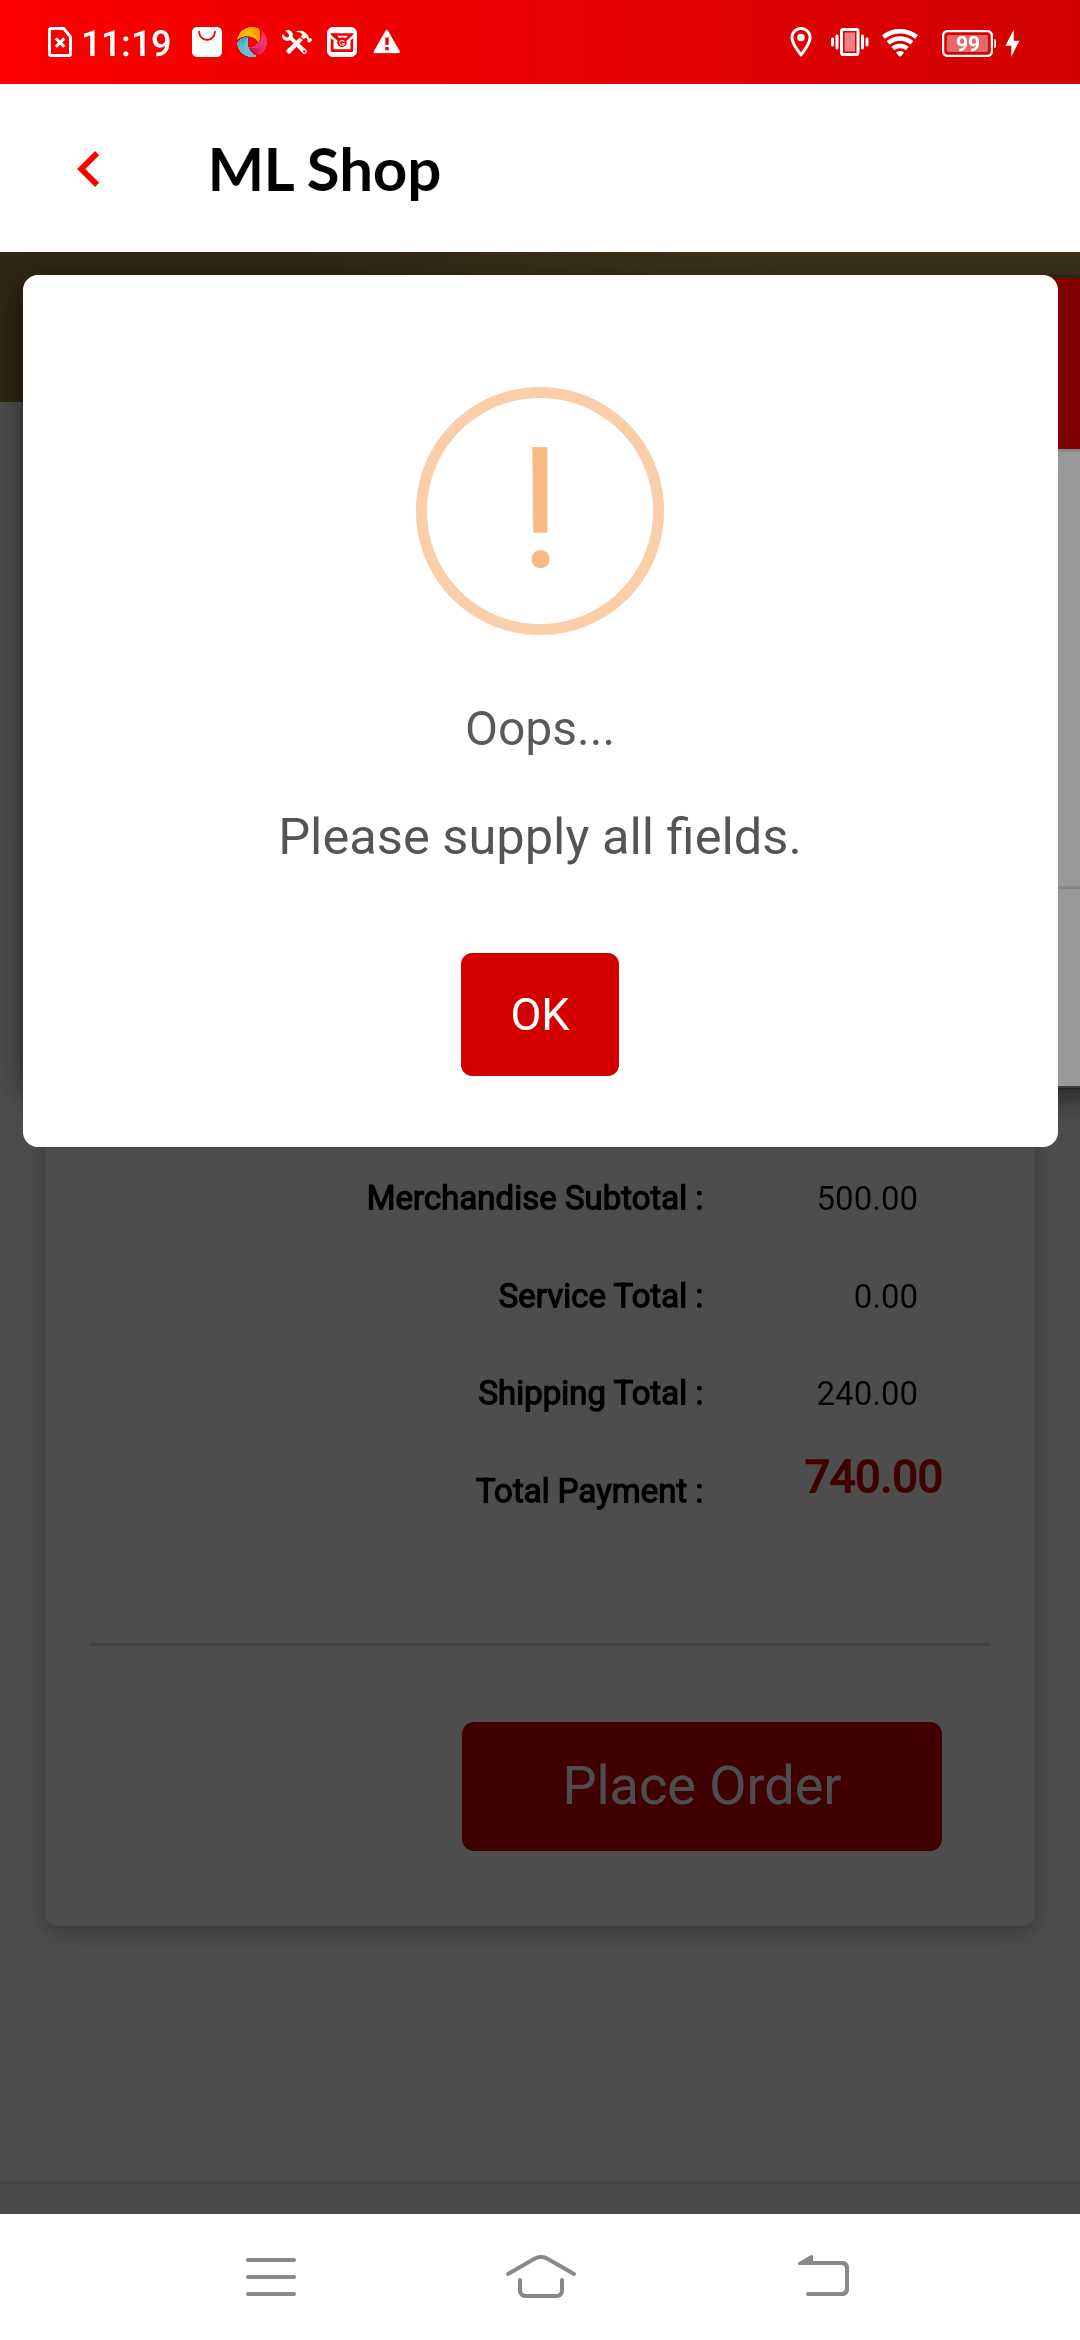 11:19
99
ML Shop
!
Oops...
Please supply all fields.
OK
Merchandise Subtotal : 500.00
Service Total : 0.00
Shipping Total : 240.00
Total Payment : 740.00
Place Order